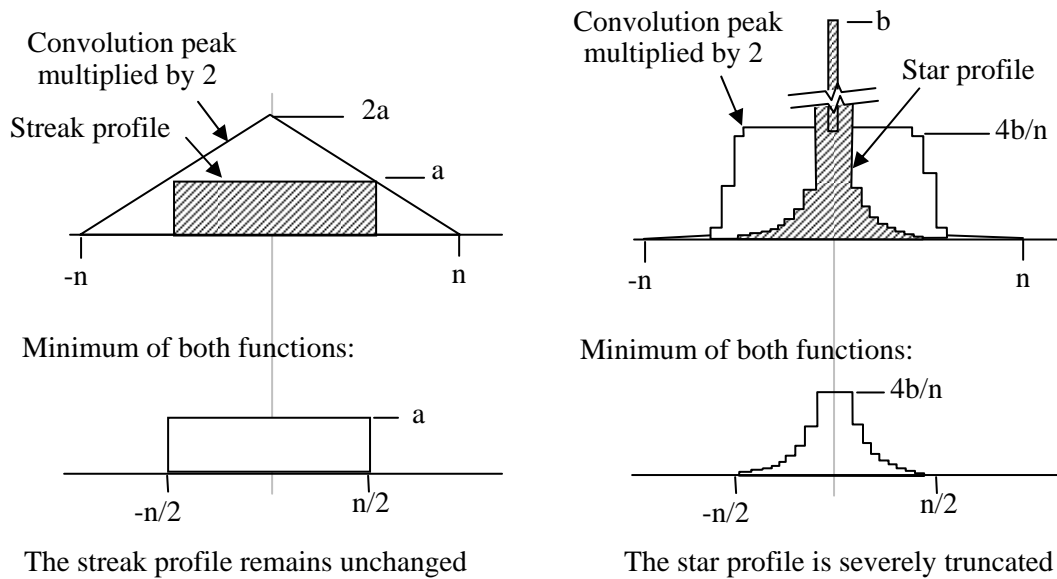 Convolution peak
multiplied by 2
2a
Streak profile
a
-n
n
Minimum of both functions:
a
-n/2
n/2
The streak profile remains unchanged
Convolution peak
multiplied by 2
b
Star profile
4b/n
-n
n
Minimum of both functions:
4b/n
-n/2
n/2
The star profile is severely truncated